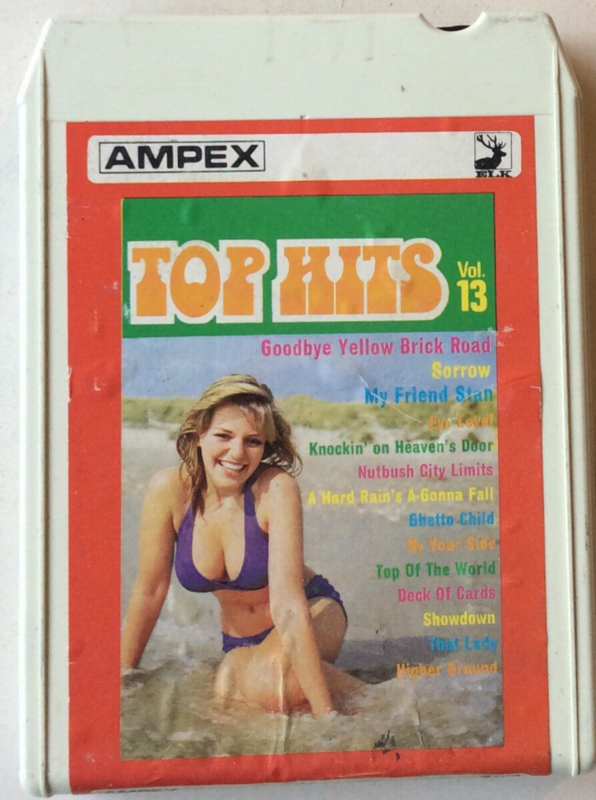 AMPEX
ELK
TOP HITS
Vol.
13
Goodbye Yellow Brick Road
Sorrow
My Friend Stan
Eye Level
Knockin' on Heaven's Door
Nutbush City Limits
A Hard Rain's A-Gonna Fall
Ghetto Child
By Your Side
Top Of The World
Deck Of Cards
Showdown
That Lady
Higher Ground